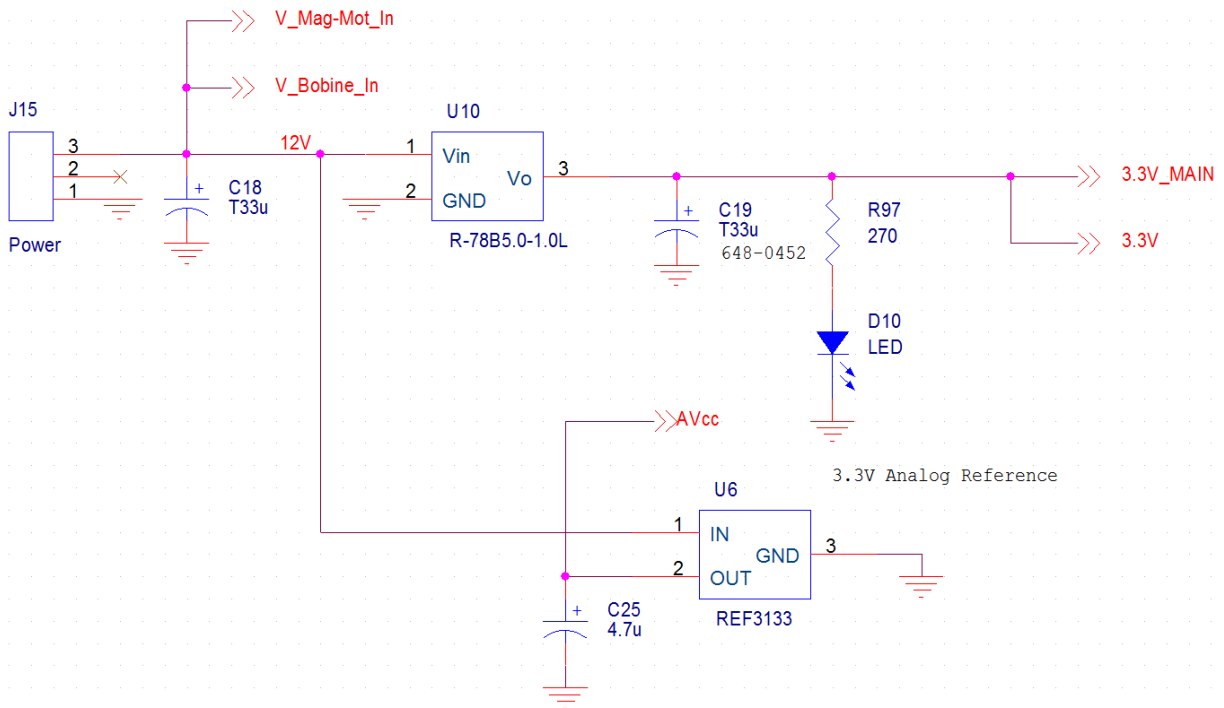 V_Mag-Mot_In
V_Bobine_In
J15
U10
3
12V
1
Vin
2
Vo
3
3.3V_MAIN
1
+
C18
T33u
2
GND
+
C19
T33u
648-0452
R97
270
Power
R-78B5.0-1.0L
3.3V
D10
LED
AVcc
3.3V Analog Reference
U6
1
IN
GND
3
2
OUT
+
C25
4.7u
REF3133